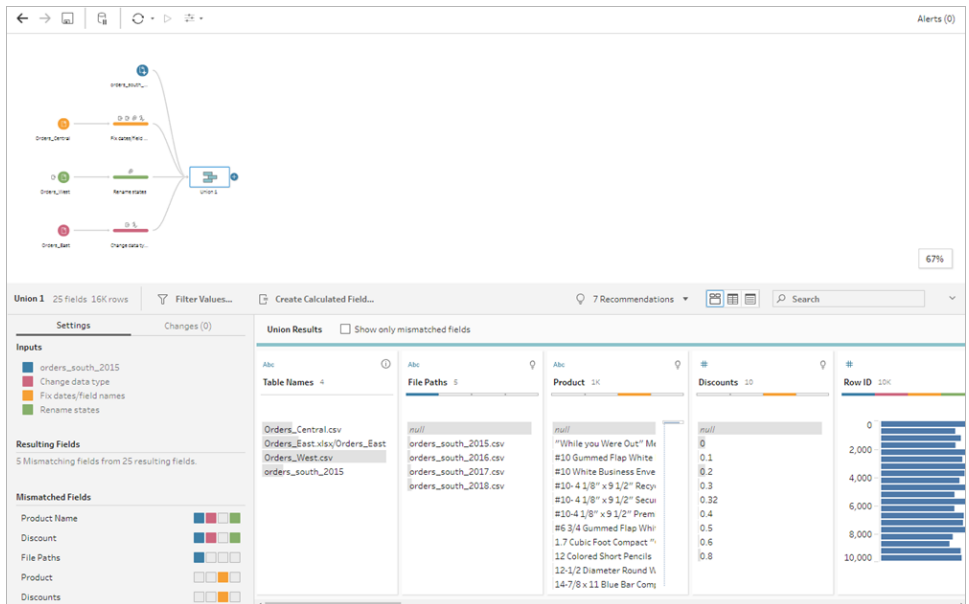 Alerts (0)
orders_south_...
Orders_Central
Fix dates/field ...
Orders_West
Rename states
Union 1
Orders_East
Change data ty...
67%
Union 1 25 fields 16K rows Filter Values... Create Calculated Field... 7 Recommendations Search
Settings Changes (0)
Inputs
orders_south_2015
Change data type
Fix dates/field names
Rename states
Resulting Fields
5 Mismatching fields from 25 resulting fields.
Mismatched Fields
Product Name
Discount
File Paths
Product
Discounts
Union Results Show only mismatched fields
Abc
Table Names 4
Orders_Central.csv
Orders_East.xlsx/Orders_East
Orders_West.csv
orders_south_2015
Abc
File Paths 5
null
orders_south_2015.csv
orders_south_2016.csv
orders_south_2017.csv
orders_south_2018.csv
Abc
Product 1K
null
"While you Were Out" Me
#10 Gummed Flap White
#10 White Business Enve
#10- 4 1/8" x 9 1/2" Recyc
#10- 4 1/8" x 9 1/2" Secur
#10-4 1/8" x 9 1/2" Prem
#6 3/4 Gummed Flap Whi
1.7 Cubic Foot Compact "
12 Colored Short Pencils
12-1/2 Diameter Round W
14-7/8 x 11 Blue Bar Comp
#
Discounts 10
null
0
0.1
0.2
0.3
0.32
0.4
0.5
0.6
0.8
#
Row ID 10K
0
2,000
4,000
6,000
8,000
10,000